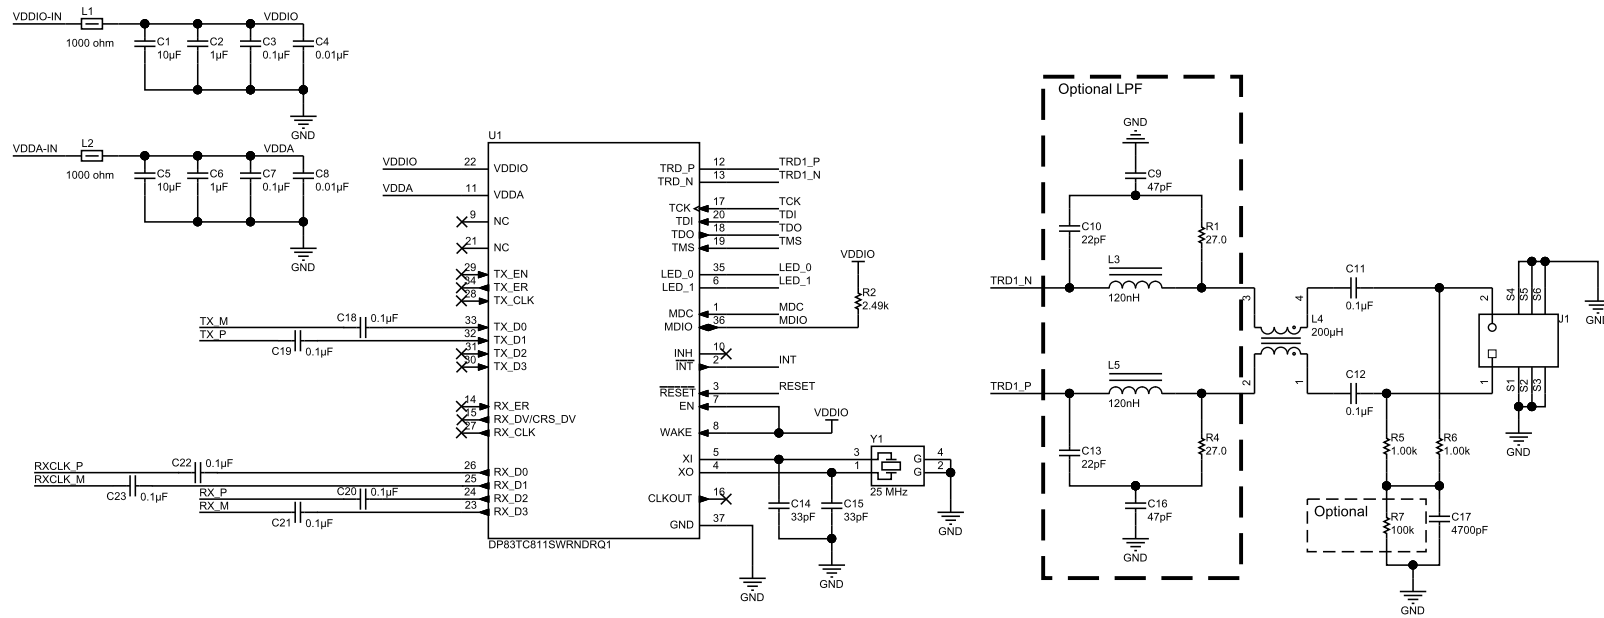 VDDIO-IN
L1
1000 ohm
VDDIO
C1
10µF
C2
1µF
C3
0.1µF
C4
0.01µF
GND
VDDA-IN
L2
1000 ohm
VDDA
C5
10µF
C6
1µF
C7
0.1µF
C8
0.01µF
GND
U1
VDDIO
22
VDDIO
VDDA
11
VDDA
9
NC
21
NC
29
TX_EN
34
TX_ER
28
TX_CLK
TX_M
C18
0.1µF
33
TX_D0
TX_P
C19
0.1µF
32
TX_D1
31
TX_D2
30
TX_D3
14
RX_ER
15
RX_DV/CRS_DV
27
RX_CLK
RXCLK_P
C22
0.1µF
26
RX_D0
RXCLK_M
C23
0.1µF
25
RX_D1
RX_P
C20
0.1µF
24
RX_D2
RX_M
C21
0.1µF
23
RX_D3
DP83TC811SWRNDRQ1
TRD_P
12
TRD1_P
TRD_N
13
TRD1_N
TCK
17
TCK
TDI
20
TDI
TDO
18
TDO
TMS
19
TMS
LED_0
35
LED_0
LED_1
6
LED_1
MDC
1
MDC
MDIO
36
MDIO
VDDIO
R2
2.49k
INH
10
INT
2
INT
RESET
3
RESET
EN
7
WAKE
8
VDDIO
XI
5
XO
4
3
1
Y1
G
4
G
2
25 MHz
GND
CLKOUT
16
C14
33pF
C15
33pF
GND
GND
37
GND
Optional LPF
GND
C9
47pF
C10
22pF
R1
27.0
TRD1_N
L3
120nH
TRD1_P
L5
120nH
C13
22pF
R4
27.0
C16
47pF
GND
3
4
L4
200µH
2
1
C11
0.1µF
C12
0.1µF
2
1
S4
S5
S6
J1
S1
S2
S3
GND
GND
R5
1.00k
R6
1.00k
Optional
R7
100k
C17
4700pF
GND